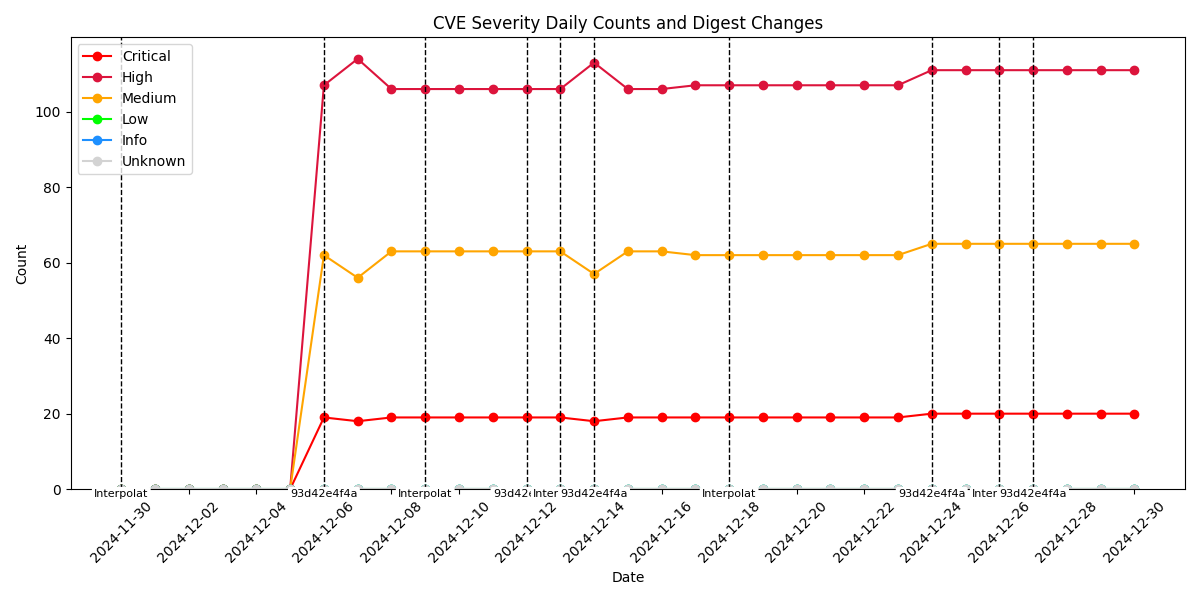 CVE Severity Daily Counts and Digest Changes
Critical
High
Medium
Low
Info
Unknown
Count
100
80
60
40
20
0
Interpolat
93d42e4f4a
Interpolat
93d42e
Inter
93d42e4f4a
Interpolat
93d42e4f4a
Inter
93d42e4f4a
2024-11-30
2024-12-02
2024-12-04
2024-12-06
2024-12-08
2024-12-10
2024-12-12
2024-12-14
2024-12-16
2024-12-18
2024-12-20
2024-12-22
2024-12-24
2024-12-26
2024-12-28
2024-12-30
Date